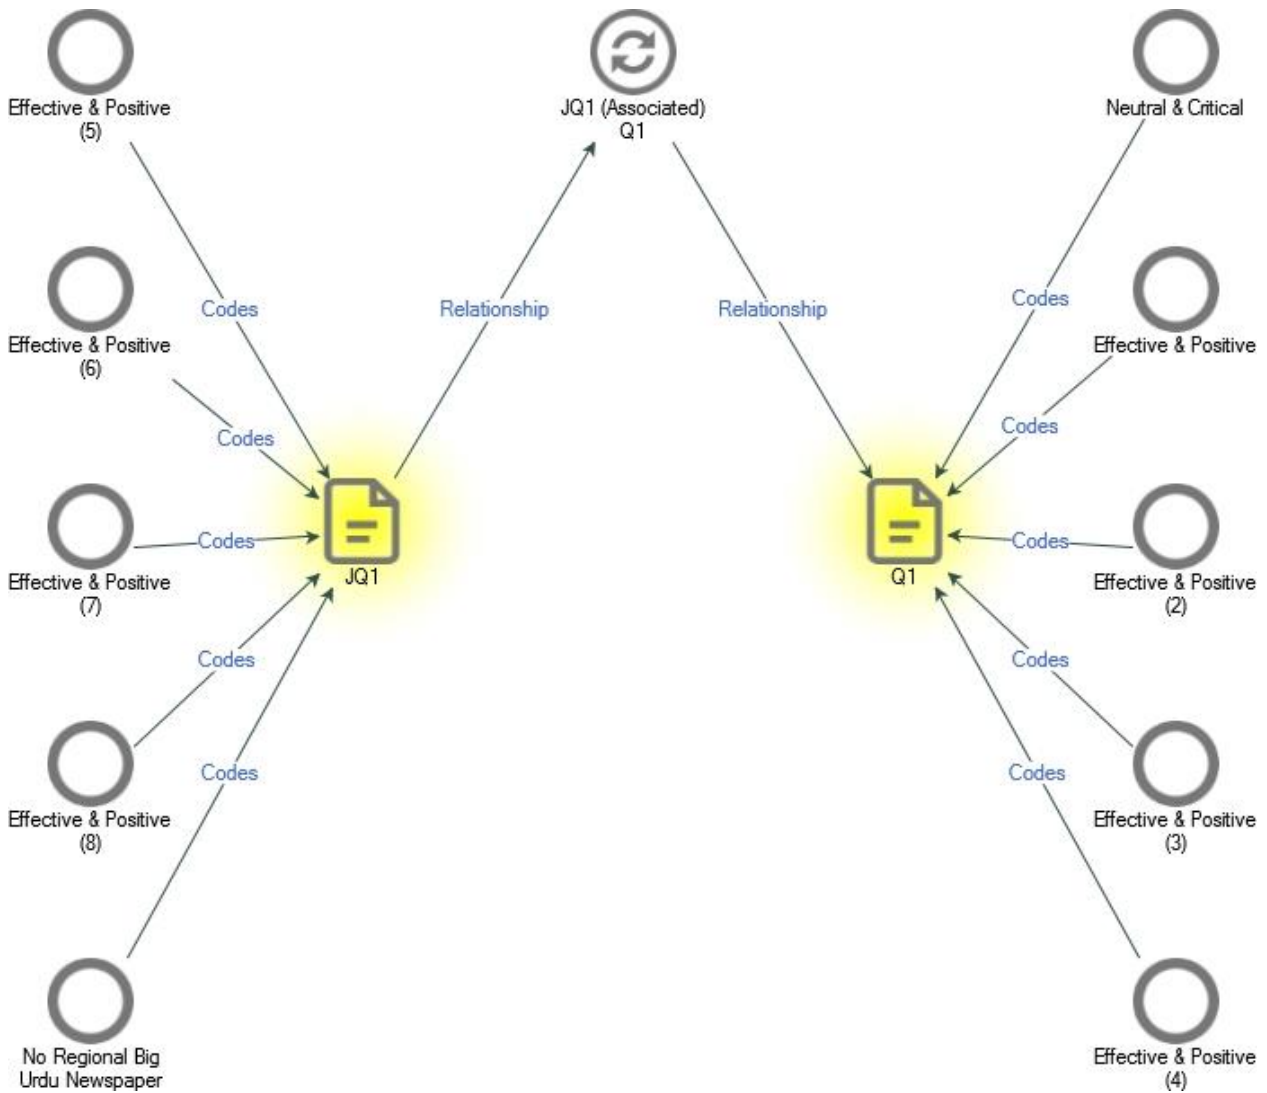 Effective & Positive
(5)
JQ1 (Associated)
Q1
Neutral & Critical
Codes
Relationship
Relationship
Codes
Effective & Positive
(6)
Effective & Positive
Codes
Codes
Effective & Positive
(7)
Codes
JQ1
Q1
Codes
Effective & Positive
(2)
Codes
Codes
Effective & Positive
(8)
Codes
Codes
Effective & Positive
(3)
No Regional Big
Urdu Newspaper
Effective & Positive
(4)